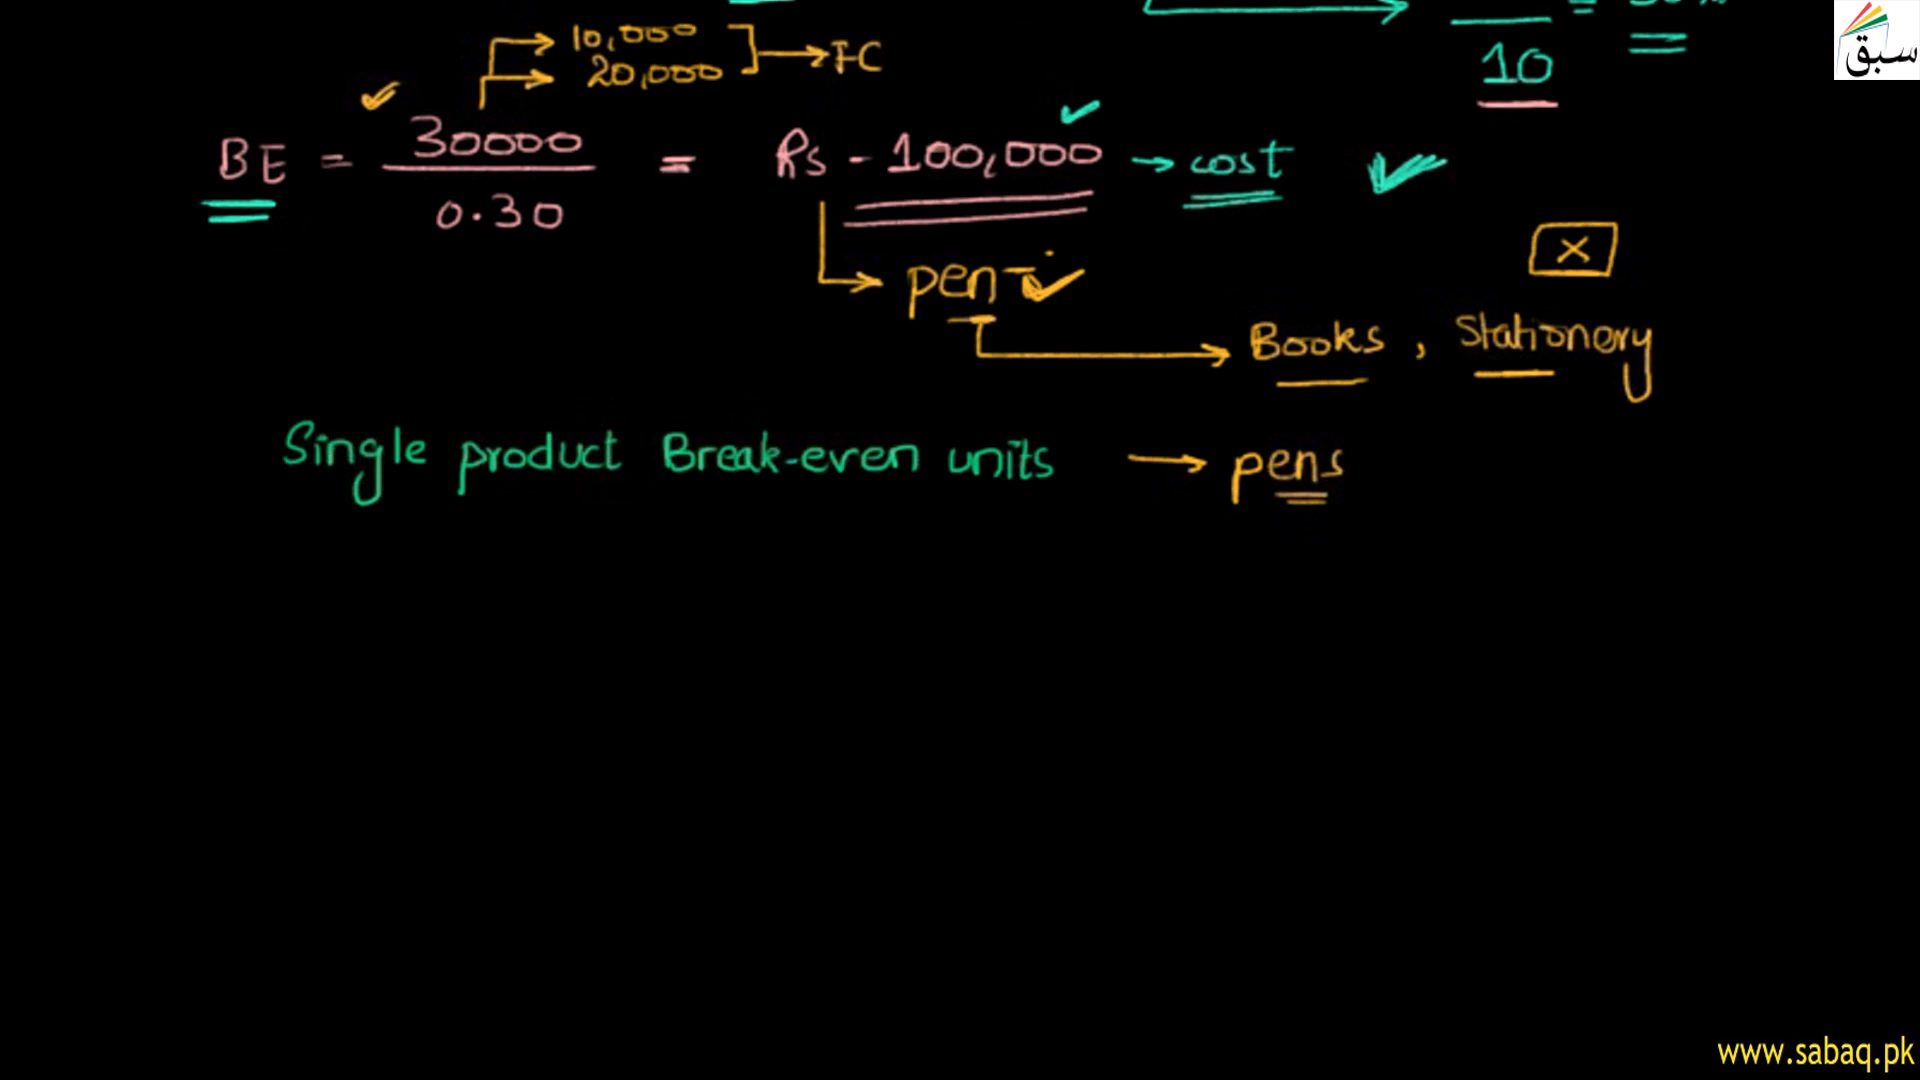 10,000
20,000 → FC
10
BE = 30000 / 0.30 = Rs - 100,000 → cost
x
pen
Books , Stationery
Single product Break-even units → pens
سبق
www.sabaq.pk